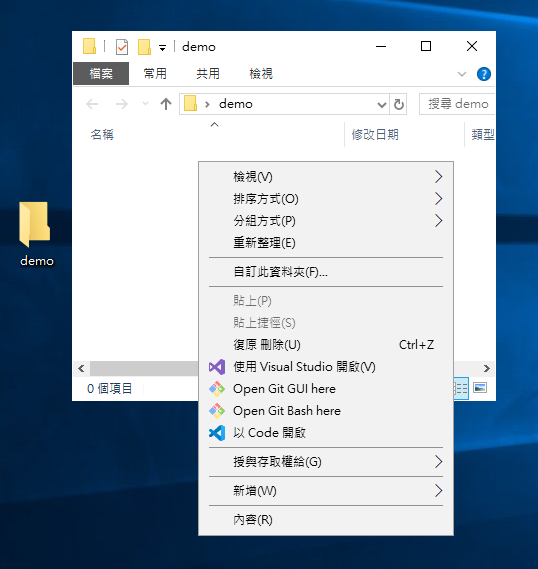 demo
檔案 常用 共用 檢視
demo 搜尋 demo
名稱 修改日期 類型
demo
檢視(V)
排序方式(O)
分組方式(P)
重新整理(E)
自訂此資料夾(F)...
貼上(P)
貼上捷徑(S)
復原 刪除(U) Ctrl+Z
使用 Visual Studio 開啟(V)
Open Git GUI here
Open Git Bash here
以 Code 開啟
授與存取權給(G)
新增(W)
內容(R)
0 個項目